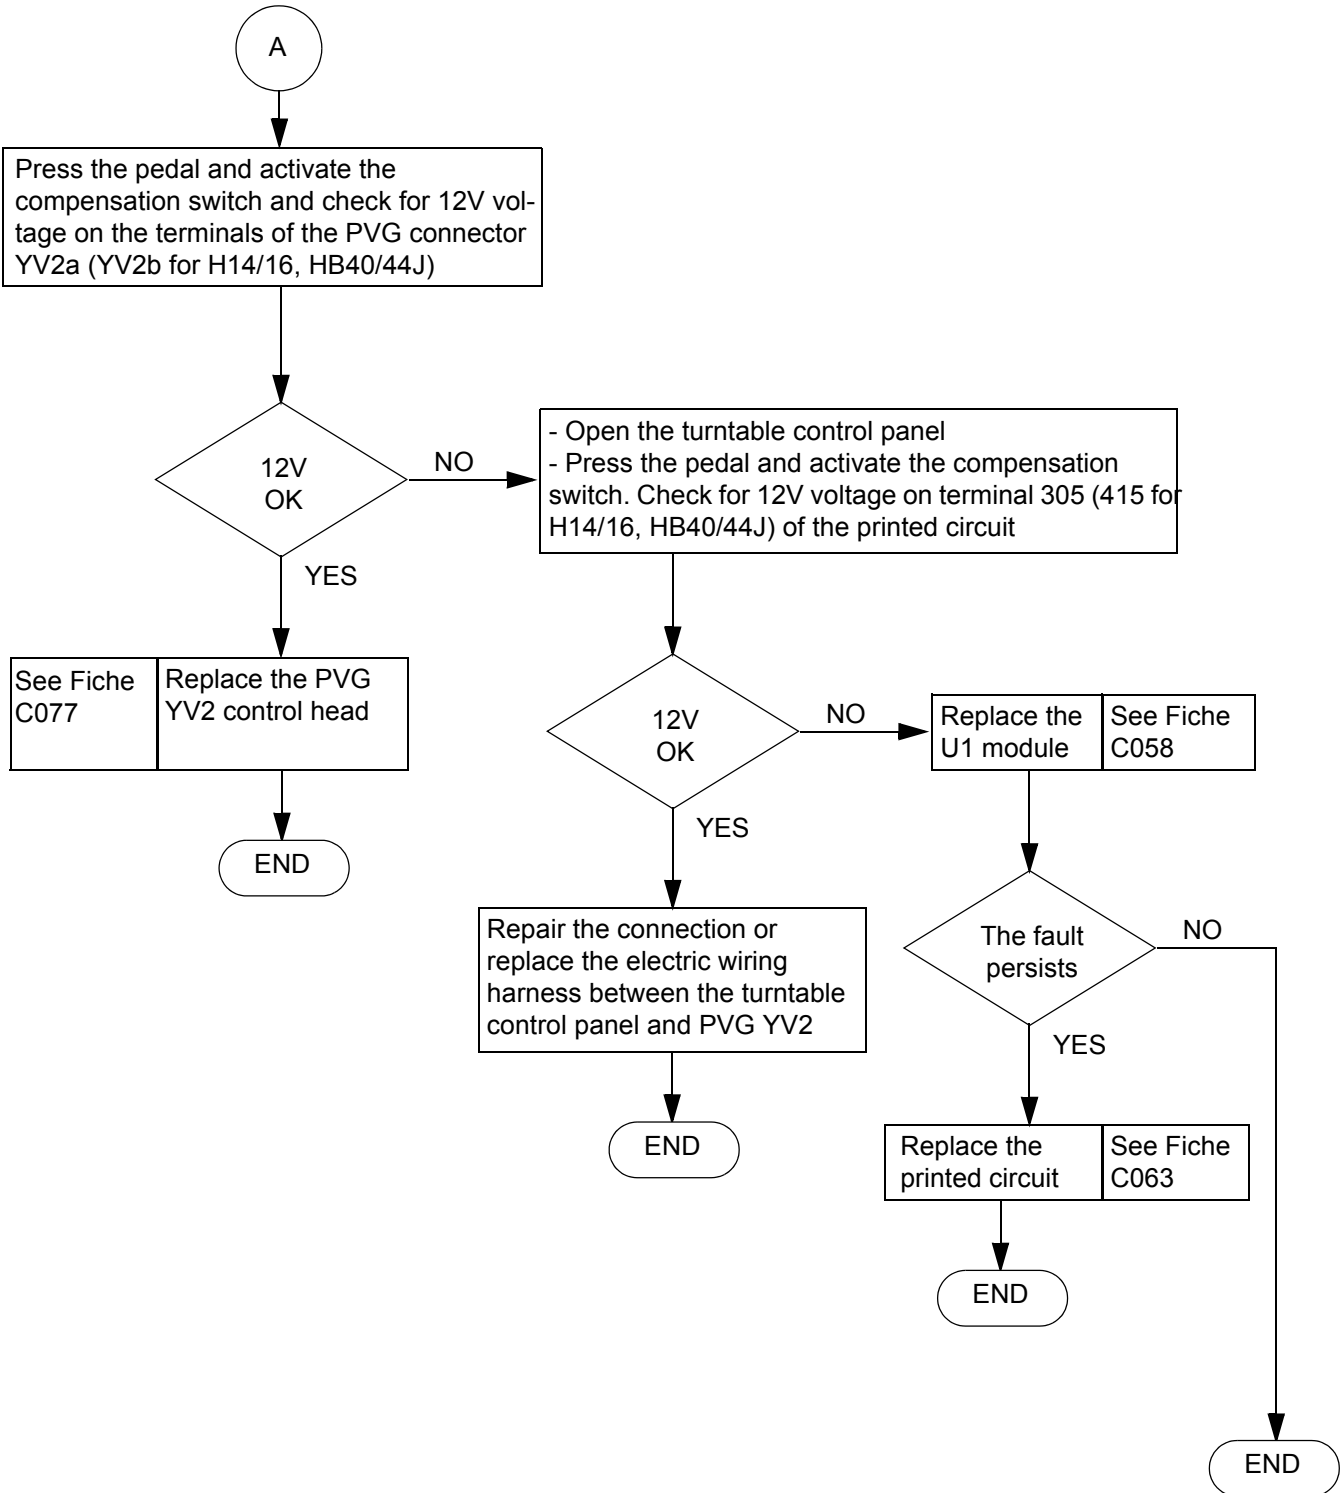 A
Press the pedal and activate the
compensation switch and check for 12V vol-
tage on the terminals of the PVG connector
YV2a (YV2b for H14/16, HB40/44J)
12V
OK
NO
YES
- Open the turntable control panel
- Press the pedal and activate the compensation
switch. Check for 12V voltage on terminal 305 (415 for
H14/16, HB40/44J) of the printed circuit
See Fiche
C077
Replace the PVG
YV2 control head
END
12V
OK
NO
YES
Replace the
U1 module
See Fiche
C058
Repair the connection or
replace the electric wiring
harness between the turntable
control panel and PVG YV2
END
The fault
persists
NO
YES
Replace the
printed circuit
See Fiche
C063
END
END